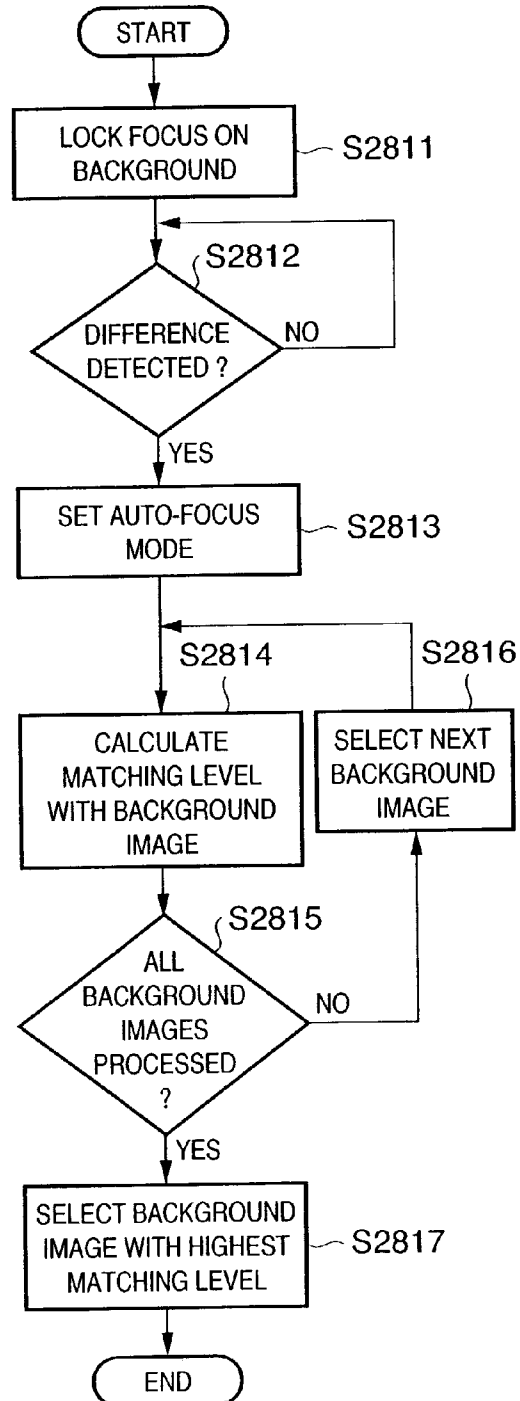 START
LOCK FOCUS ON
BACKGROUND
S2811
S2812
DIFFERENCE
DETECTED ?
NO
YES
SET AUTO-FOCUS
MODE
S2813
S2814
S2816
CALCULATE
MATCHING LEVEL
WITH BACKGROUND
IMAGE
SELECT NEXT
BACKGROUND
IMAGE
S2815
ALL
BACKGROUND
IMAGES
PROCESSED
?
NO
YES
SELECT BACKGROUND
IMAGE WITH HIGHEST
MATCHING LEVEL
S2817
END